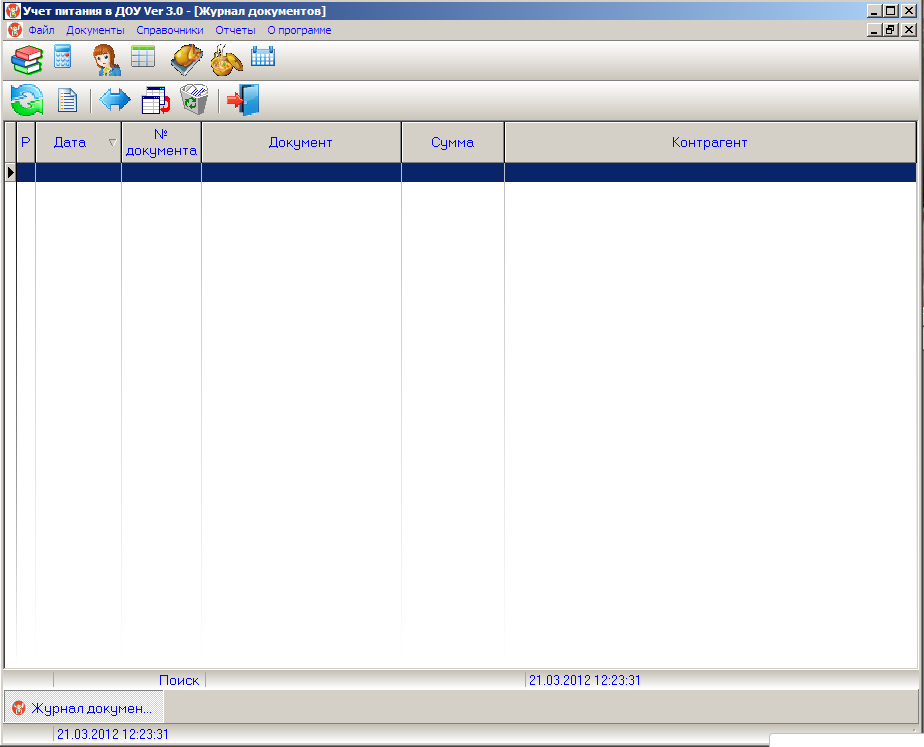 Учет питания в ДОУ Ver 3.0 - [Журнал документов]
Файл Документы Справочники Отчеты О программе
Р Дата № документа Документ Сумма Контрагент
Поиск 21.03.2012 12:23:31
Журнал докумен...
21.03.2012 12:23:31